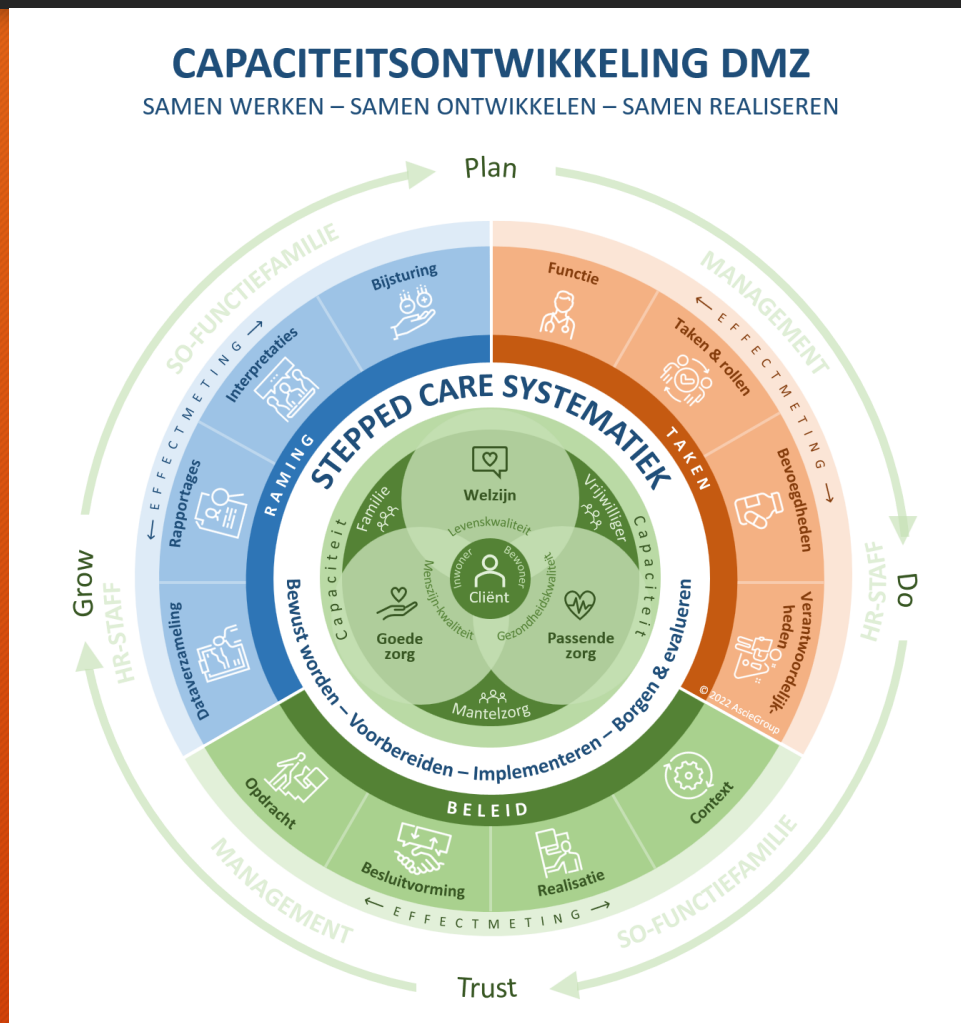 CAPACITEITSONTWIKKELING DMZ
SAMEN WERKEN – SAMEN ONTWIKKELEN – SAMEN REALISEREN
Plan
Do
Trust
Grow
SO-FUNCTIEFAMILIE
MANAGEMENT
HR-STAFF
SO-FUNCTIEFAMILIE
MANAGEMENT
HR-STAFF
← EFFECTMETING →
← EFFECTMETING →
← EFFECTMETING →
Bijsturing
Interpretaties
Rapportages
Dataverzameling
RAMING
Functie
Taken & rollen
Bevoegdheden
Verantwoordelijk-
heden
TAKEN
© 2022 AscieGroup
Opdracht
Besluitvorming
Realisatie
Context
BELEID
STEPPED CARE SYSTEMATIEK
Bewust worden – Voorbereiden – Implementeren – Borgen & evalueren
Capaciteit
Capaciteit
Familie
Vrijwilliger
Mantelzorg
Welzijn
Levenskwaliteit
Menszijn-kwaliteit
Gezondheidskwaliteit
Inwoner
Bewoner
Cliënt
Goede
zorg
Passende
zorg